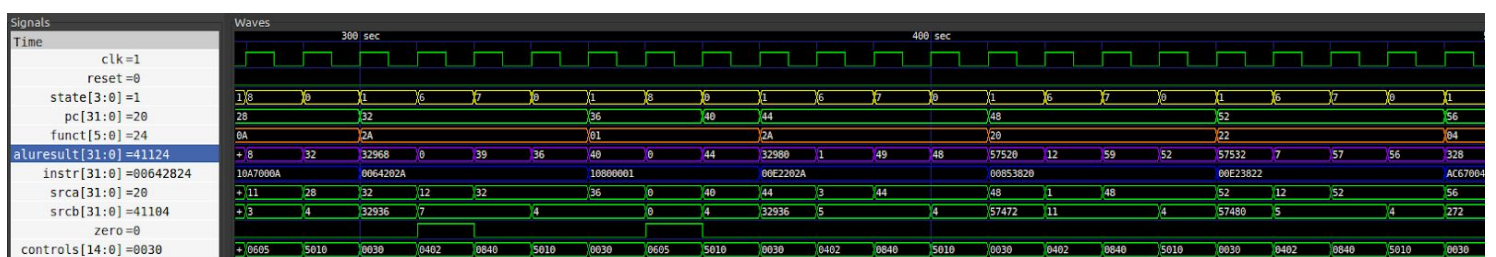 Signals Waves
Time 300 sec 400 sec
clk=1
reset=0
state[3:0]=1 1 8 0 1 6 7 0 1 8 0 1 6 7 0 1 6 7 0 1 6 7 0 1
pc[31:0]=20 28 32 36 40 44 48 52 56
funct[5:0]=24 0A 2A 01 2A 20 22 04
aluresult[31:0]=41124 + 8 32 32968 0 39 36 40 0 44 32980 1 49 48 57520 12 59 52 57532 7 57 56 328
instr[31:0]=00642824 10A7000A 0064202A 10800001 00E2202A 00853820 00E23822 AC67004
srca[31:0]=20 + 11 28 32 12 32 36 0 40 44 3 44 48 1 48 52 12 52 56
srcb[31:0]=41104 + 3 4 32936 7 4 0 4 32936 5 4 57472 11 4 57480 5 4 272
zero=0
controls[14:0]=0030 + 0605 5010 0030 0402 0840 5010 0030 0605 5010 0030 0402 0840 5010 0030 0402 0840 5010 0030 0402 0840 5010 0030